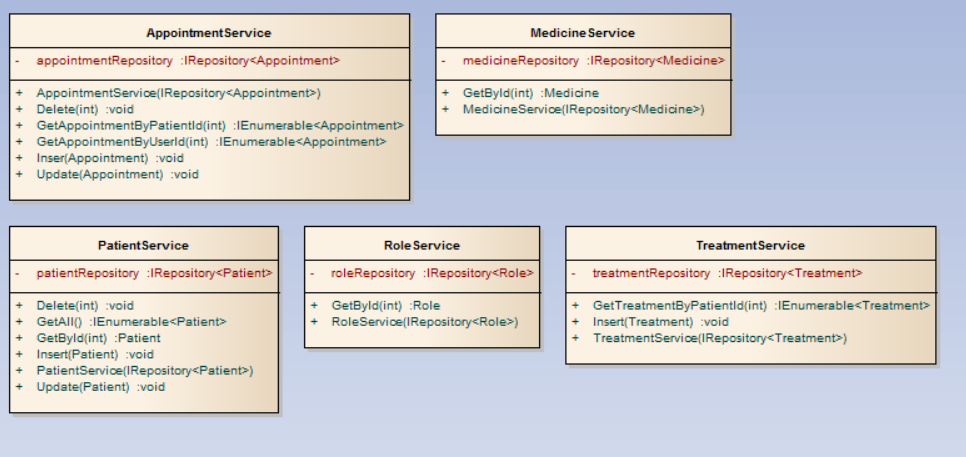 AppointmentService
- appointmentRepository :IRepository<Appointment>
+ AppointmentService(IRepository<Appointment>)
+ Delete(int) :void
+ GetAppointmentByPatientId(int) :IEnumerable<Appointment>
+ GetAppointmentByUserId(int) :IEnumerable<Appointment>
+ Inser(Appointment) :void
+ Update(Appointment) :void
MedicineService
- medicineRepository :IRepository<Medicine>
+ GetById(int) :Medicine
+ MedicineService(IRepository<Medicine>)
PatientService
- patientRepository :IRepository<Patient>
+ Delete(int) :void
+ GetAll() :IEnumerable<Patient>
+ GetById(int) :Patient
+ Insert(Patient) :void
+ PatientService(IRepository<Patient>)
+ Update(Patient) :void
RoleService
- roleRepository :IRepository<Role>
+ GetById(int) :Role
+ RoleService(IRepository<Role>)
TreatmentService
- treatmentRepository :IRepository<Treatment>
+ GetTreatmentByPatientId(int) :IEnumerable<Treatment>
+ Insert(Treatment) :void
+ TreatmentService(IRepository<Treatment>)